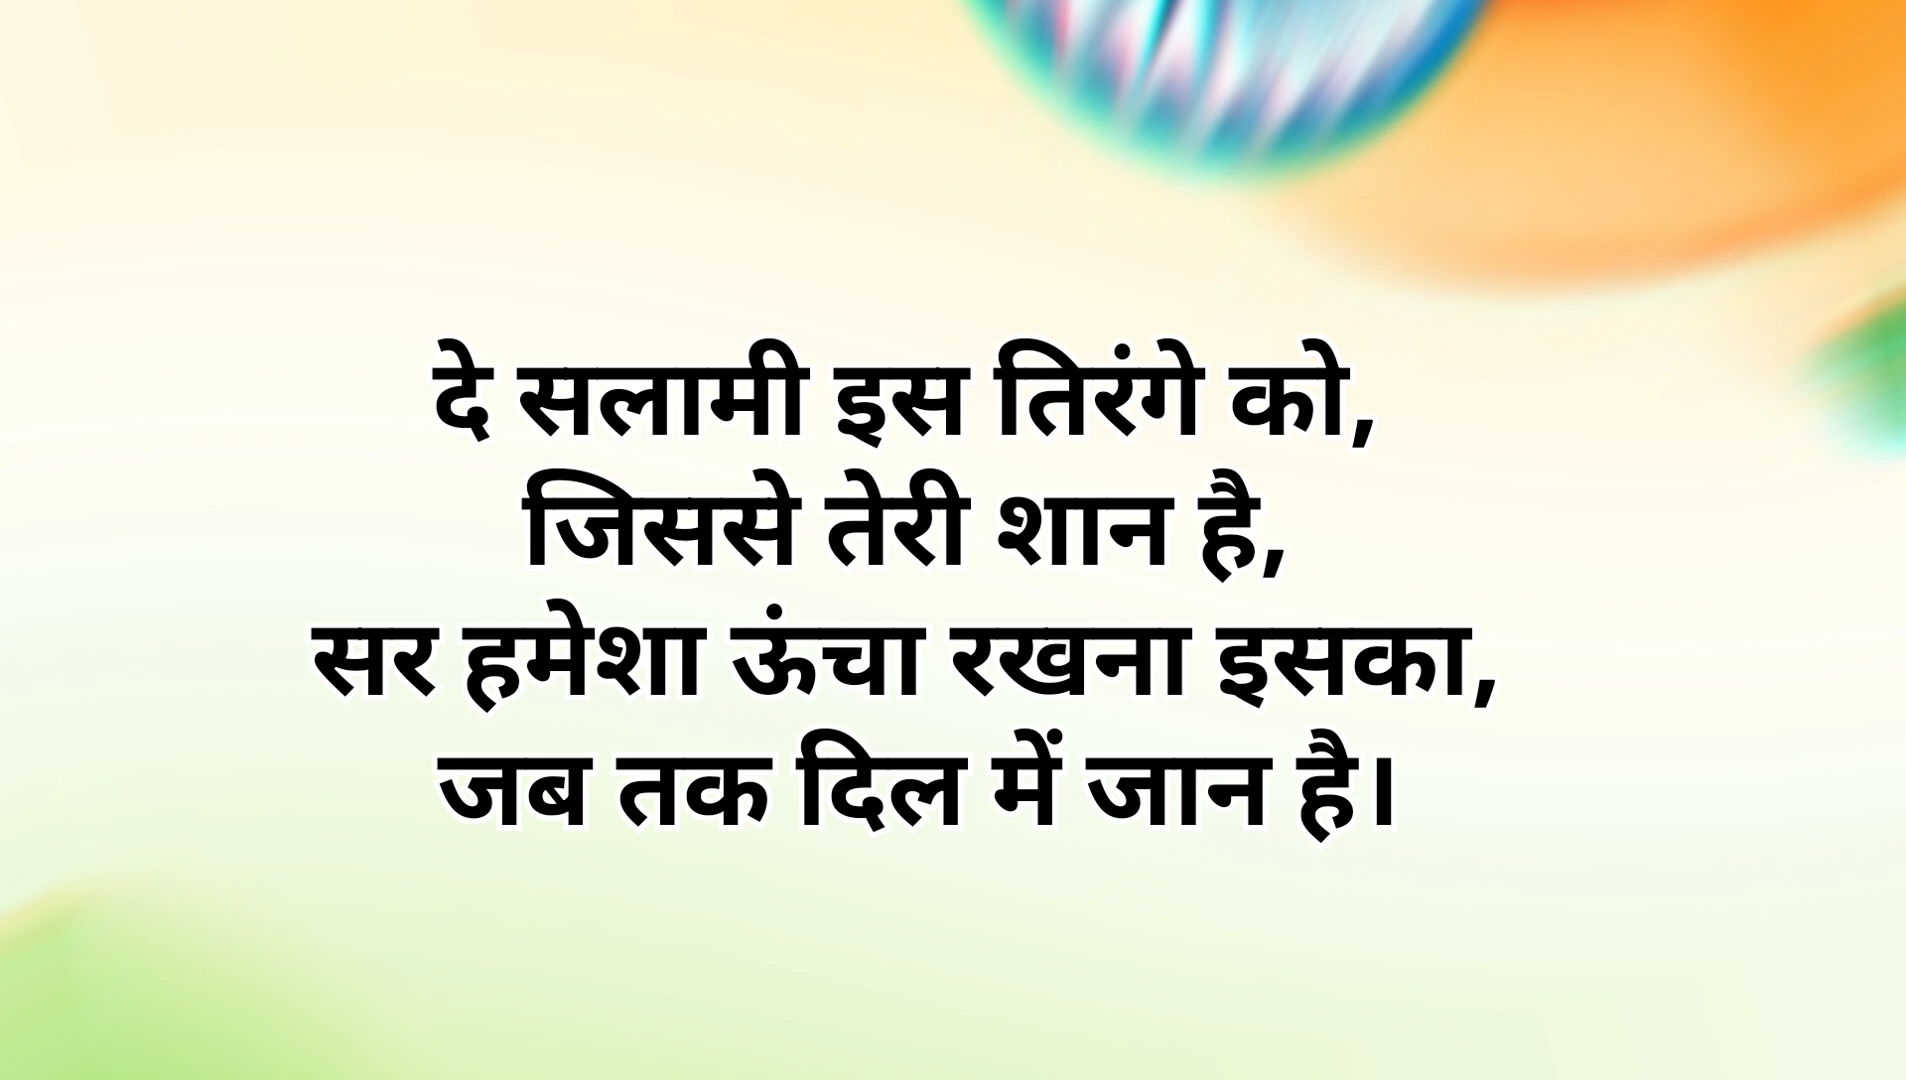 दे सलामी इस तिरंगे को,
जिससे तेरी शान है,
सर हमेशा ऊंचा रखना इसका,
जब तक दिल में जान है।